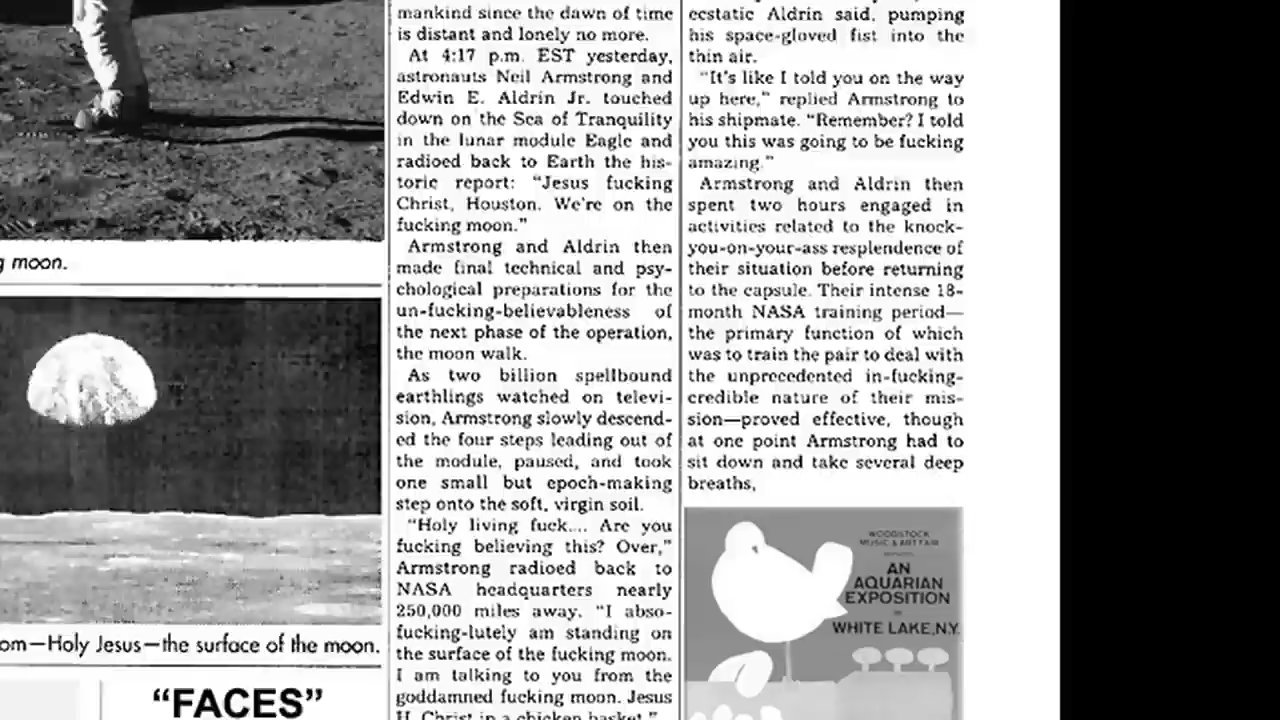 g moon.
om—Holy Jesus—the surface of the moon.
"FACES"
mankind since the dawn of time
is distant and lonely no more.
At 4:17 p.m. EST yesterday,
astronauts Neil Armstrong and
Edwin E. Aldrin Jr. touched
down on the Sea of Tranquility
in the lunar module Eagle and
radioed back to Earth the his-
toric report: "Jesus fucking
Christ, Houston. We're on the
fucking moon."
Armstrong and Aldrin then
made final technical and psy-
chological preparations for the
un-fucking-believableness of
the next phase of the operation,
the moon walk.
As two billion spellbound
earthlings watched on televi-
sion, Armstrong slowly descend-
ed the four steps leading out of
the module, paused, and took
one small but epoch-making
step onto the soft, virgin soil.
"Holy living fuck.... Are you
fucking believing this? Over,"
Armstrong radioed back to
NASA headquarters nearly
250,000 miles away. "I abso-
fucking-lutely am standing on
the surface of the fucking moon.
I am talking to you from the
goddamned fucking moon. Jesus
H. Christ in a chicken basket."
ecstatic Aldrin said, pumping
his space-gloved fist into the
thin air.
"It's like I told you on the way
up here," replied Armstrong to
his shipmate. "Remember? I told
you this was going to be fucking
amazing."
Armstrong and Aldrin then
spent two hours engaged in
activities related to the knock-
you-on-your-ass resplendence of
their situation before returning
to the capsule. Their intense 18-
month NASA training period—
the primary function of which
was to train the pair to deal with
the unprecedented in-fucking-
credible nature of their mis-
sion—proved effective, though
at one point Armstrong had to
sit down and take several deep
breaths,
WOODSTOCK
MUSIC & ART FAIR
AN
AQUARIAN
EXPOSITION
WHITE LAKE, N.Y.